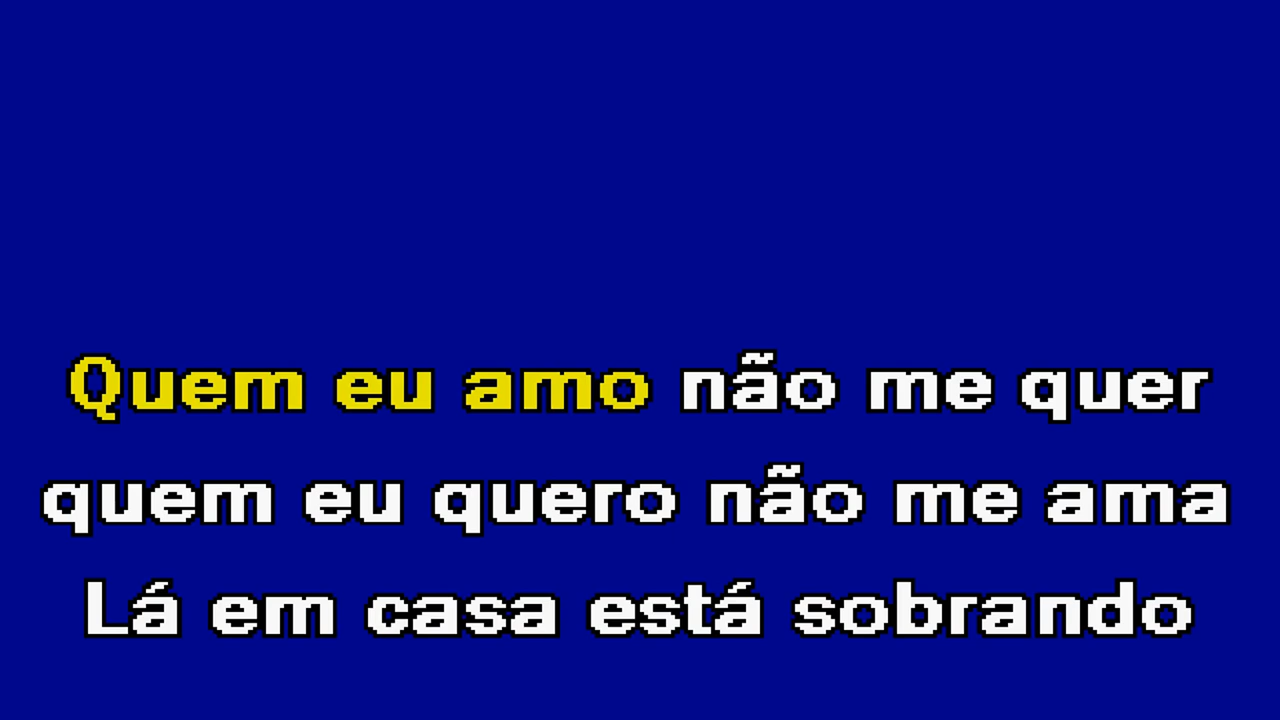 Quem eu amo não me quer
quem eu quero não me ama
Lá em casa está sobrando